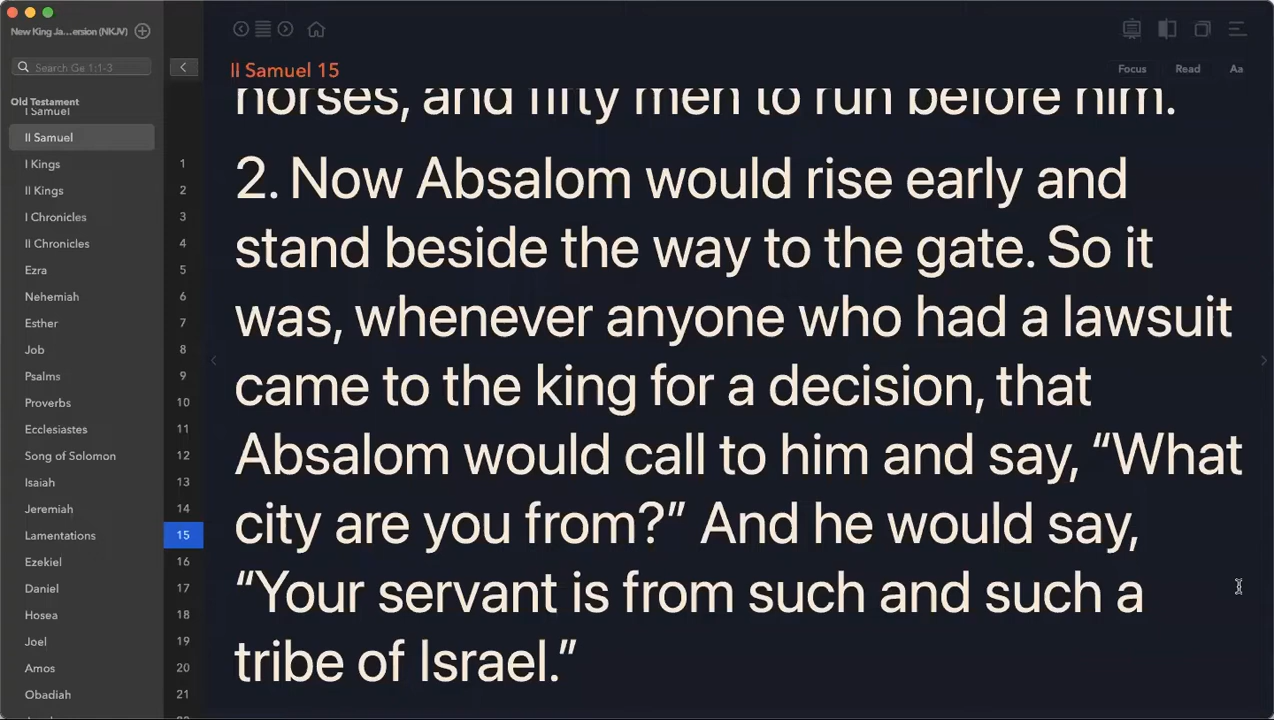 New King Ja...ersion (NKJV)
Search Ge 1:1-3
Old Testament
I Samuel
II Samuel
I Kings
II Kings
I Chronicles
II Chronicles
Ezra
Nehemiah
Esther
Job
Psalms
Proverbs
Ecclesiastes
Song of Solomon
Isaiah
Jeremiah
Lamentations
Ezekiel
Daniel
Hosea
Joel
Amos
Obadiah
1
2
3
4
5
6
7
8
9
10
11
12
13
14
15
16
17
18
19
20
21
II Samuel 15
Focus
Read
Aa
horses, and fifty men to run before him.
2. Now Absalom would rise early and
stand beside the way to the gate. So it
was, whenever anyone who had a lawsuit
came to the king for a decision, that
Absalom would call to him and say, “What
city are you from?” And he would say,
“Your servant is from such and such a
tribe of Israel.”